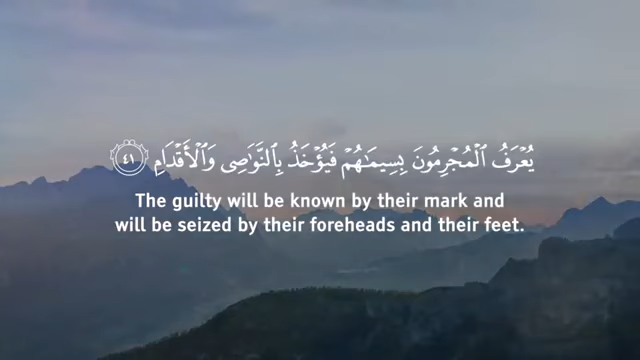 يُعْرَفُ ٱلْمُجْرِمُونَ بِسِيمَـٰهُمْ فَيُؤْخَذُ بِٱلنَّوَٰصِى وَٱلْأَقْدَامِ ٤١
The guilty will be known by their mark and
will be seized by their foreheads and their feet.